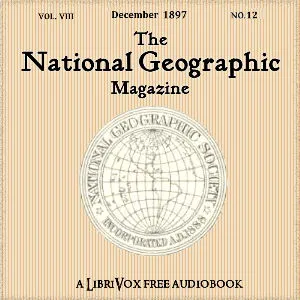 VOL. VIII December 1897 NO. 12
The
National Geographic
Magazine
NATIONAL GEOGRAPHIC SOCIETY
INCORPORATED A.D. 1888
A LIBRIVOX FREE AUDIOBOOK